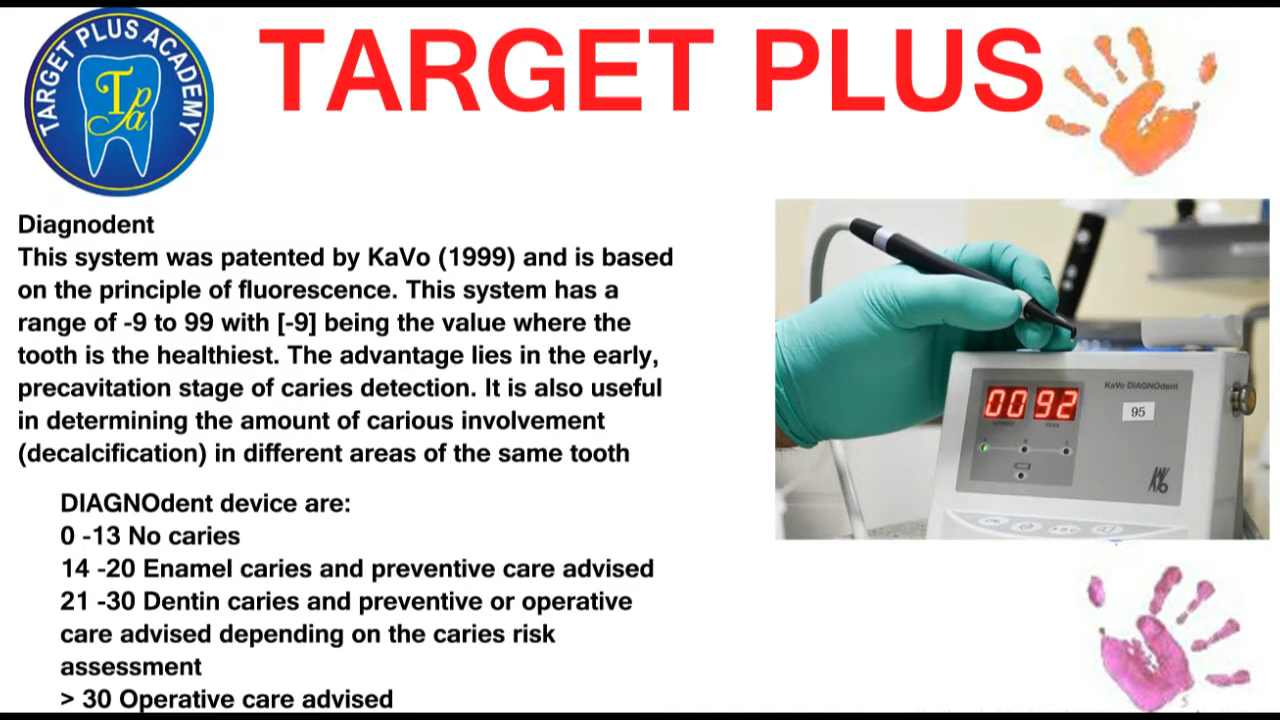 TARGET PLUS ACADEMY
Tpa
TARGET PLUS
Diagnodent
This system was patented by KaVo (1999) and is based
on the principle of fluorescence. This system has a
range of -9 to 99 with [-9] being the value where the
tooth is the healthiest. The advantage lies in the early,
precavitation stage of caries detection. It is also useful
in determining the amount of carious involvement
(decalcification) in different areas of the same tooth
DIAGNOdent device are:
0 -13 No caries
14 -20 Enamel caries and preventive care advised
21 -30 Dentin caries and preventive or operative
care advised depending on the caries risk
assessment
> 30 Operative care advised
KaVo DIAGNOdent
00 92
95